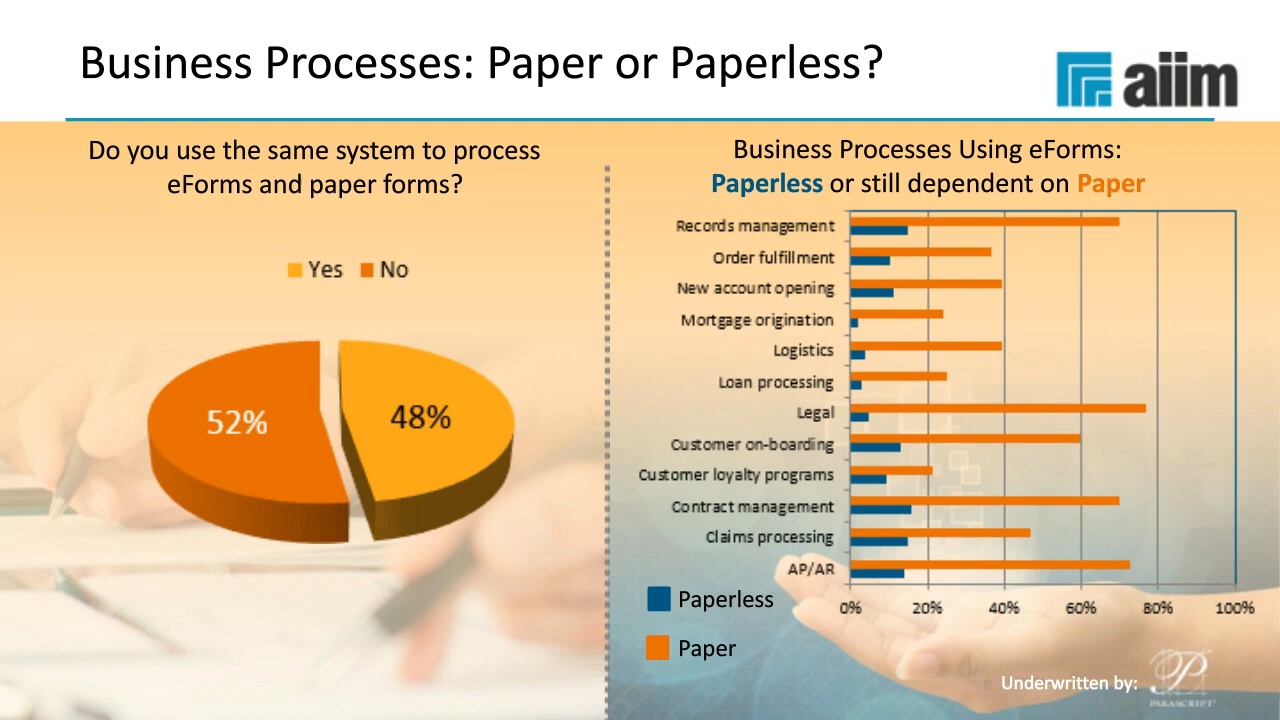 Business Processes: Paper or Paperless?
aiim
Do you use the same system to process
eForms and paper forms?
Yes No
52%
48%
Business Processes Using eForms:
Paperless or still dependent on Paper
Records management
Order fulfillment
New account opening
Mortgage origination
Logistics
Loan processing
Legal
Customer on-boarding
Customer loyalty programs
Contract management
Claims processing
AP/AR
0% 20% 40% 60% 80% 100%
Paperless
Paper
Underwritten by:
P
PARASCRIPT